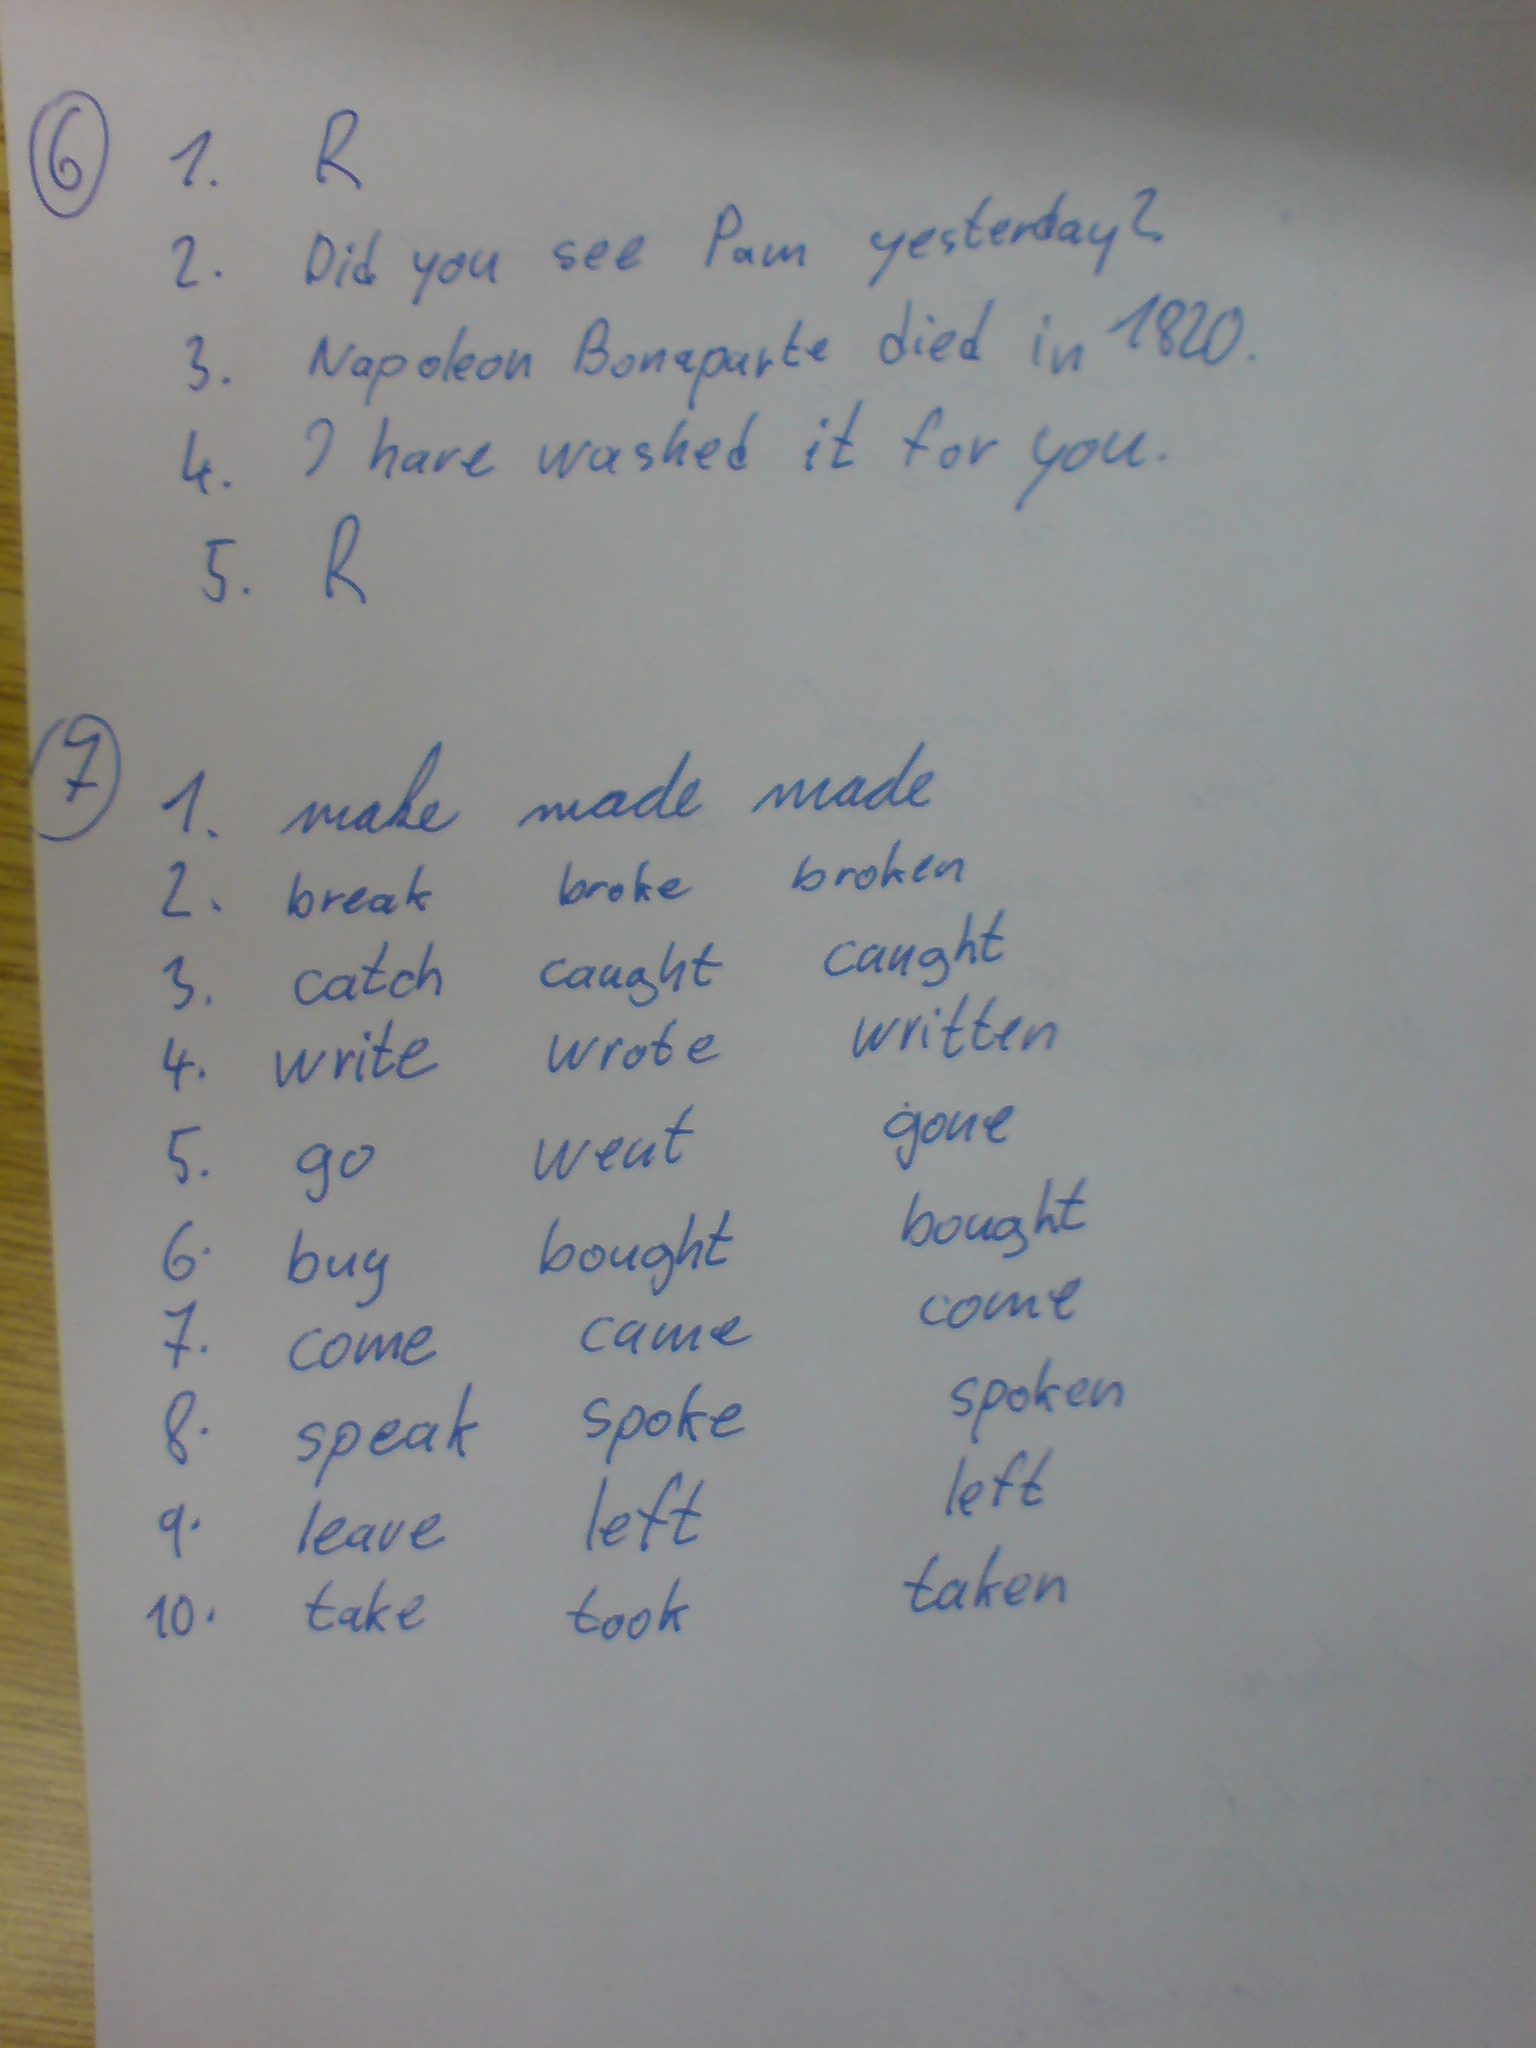 6 1. R
2. Did you see Pam yesterday?
3. Napoleon Bonaparte died in 1820.
4. I have washed it for you.
5. R
7 1. make made made
2. break broke broken
3. catch caught caught
4. write wrote written
5. go went gone
6. buy bought bought
7. come came come
8. speak spoke spoken
9. leave left left
10. take took taken